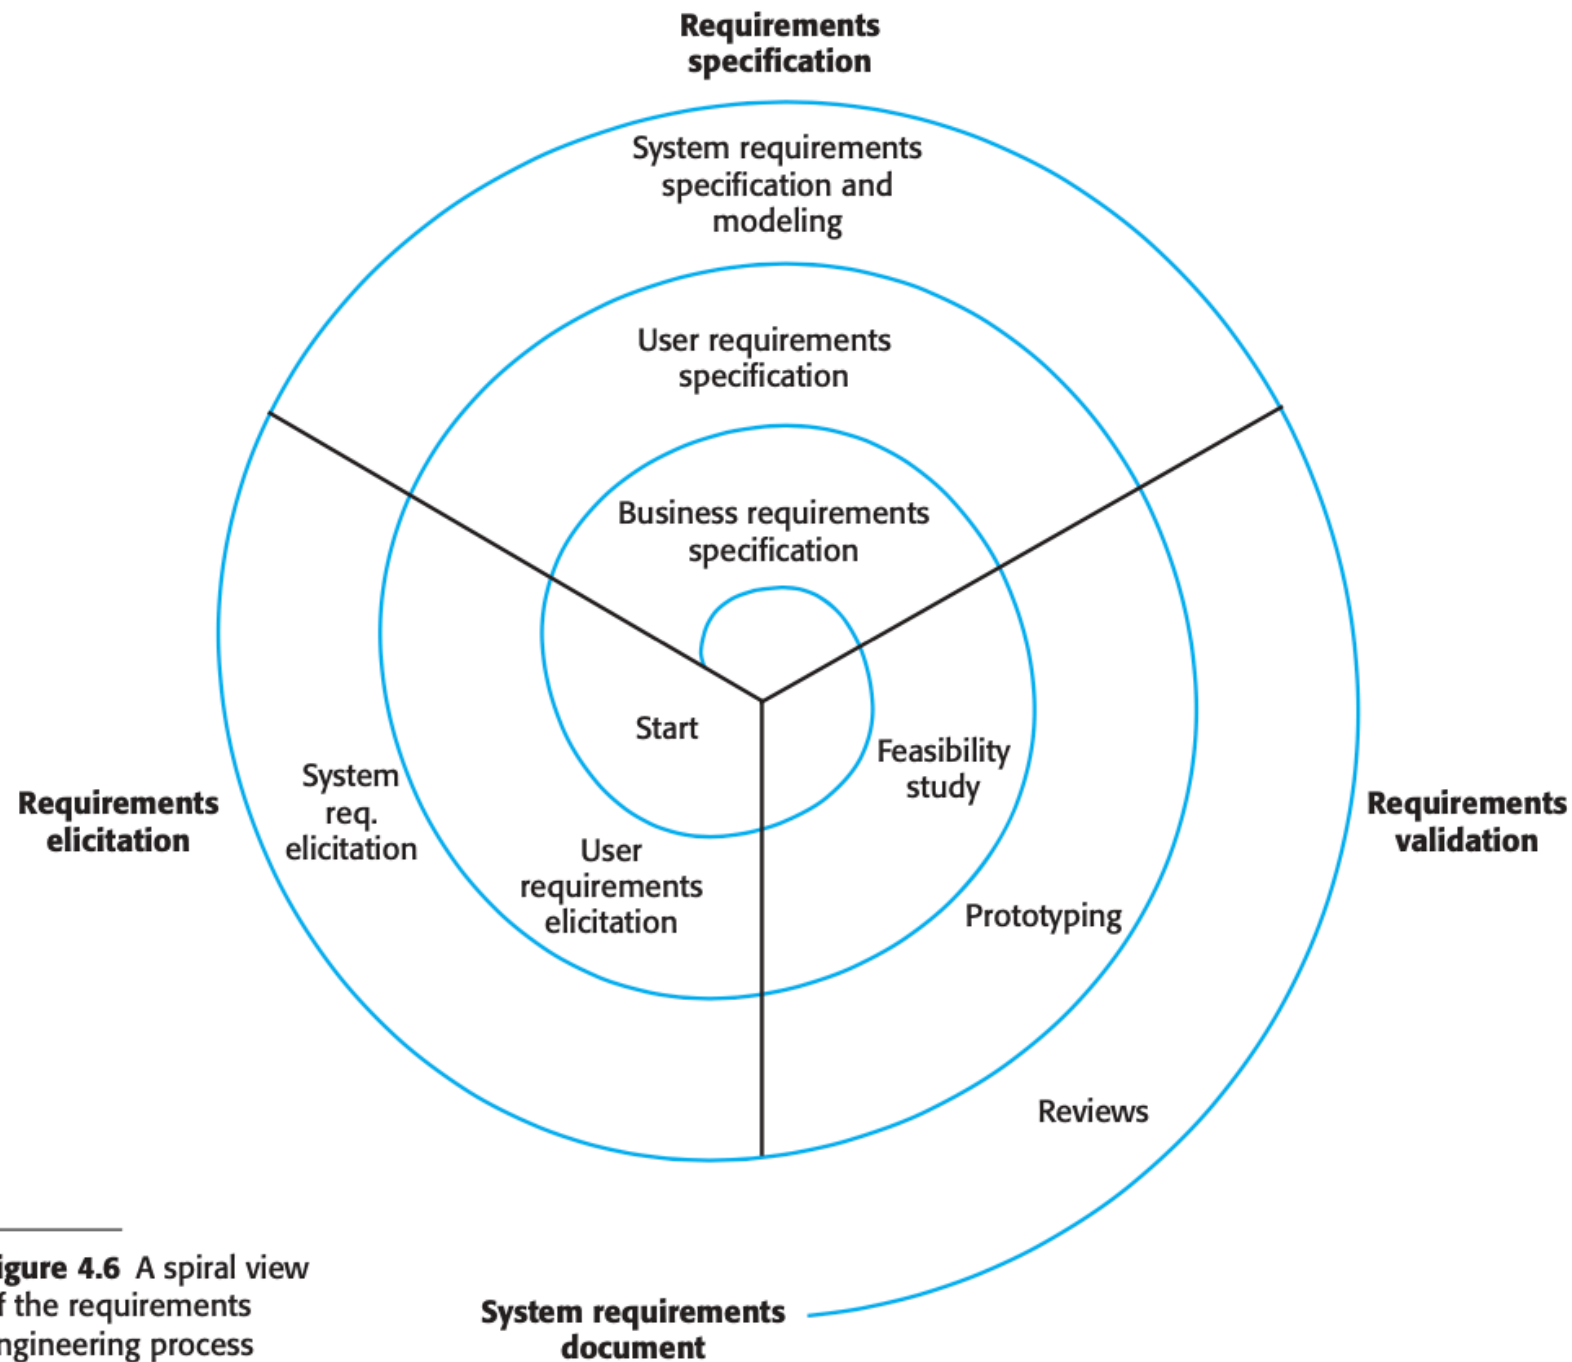 Requirements
specification
System requirements
specification and
modeling
User requirements
specification
Business requirements
specification
Start
Feasibility
study
System
req.
elicitation
Requirements
elicitation
Requirements
validation
User
requirements
elicitation
Prototyping
Reviews
igure 4.6 A spiral view
f the requirements
ngineering process
System requirements
document